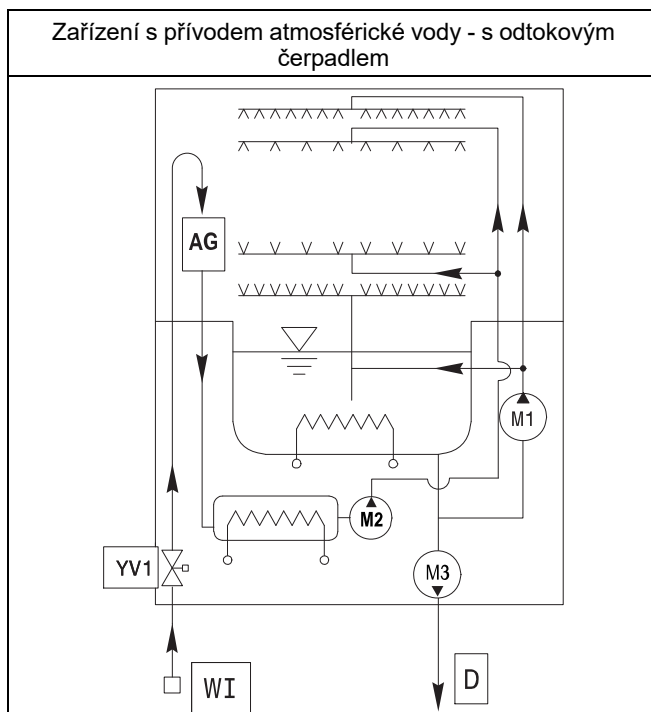 Zařízení s přívodem atmosférické vody - s odtokovým
čerpadlem
AG
M1
M2
YV1
M3
WI
D